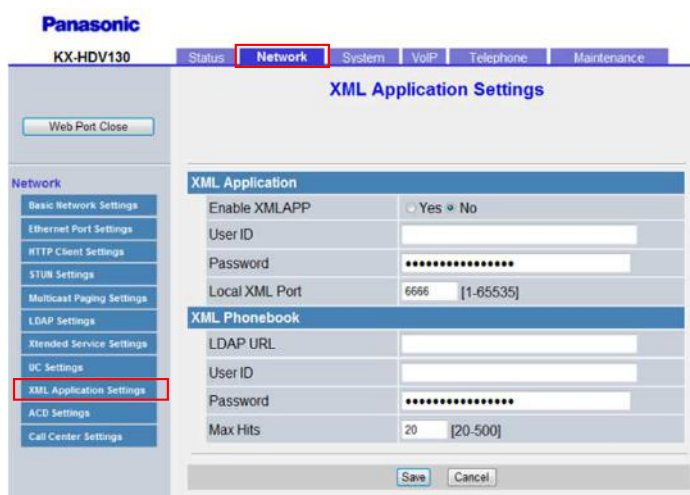 Panasonic
KX-HDV130
Status Network System VoIP Telephone Maintenance
XML Application Settings
Web Port Close
Network
Basic Network Settings
Ethernet Port Settings
HTTP Client Settings
STUN Settings
Multicast Paging Settings
LDAP Settings
Xtended Service Settings
UC Settings
XML Application Settings
ACD Settings
Call Center Settings
XML Application
Enable XMLAPP Yes No
User ID
Password ••••••••••••••••
Local XML Port 6666 [1-65535]
XML Phonebook
LDAP URL
User ID
Password ••••••••••••••••
Max Hits 20 [20-500]
Save Cancel